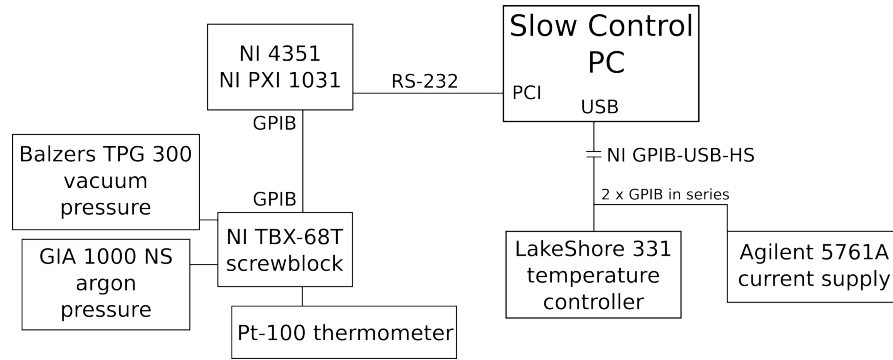 NI 4351
NI PXI 1031
RS-232
Slow Control
PC
PCI
USB
GPIB
NI GPIB-USB-HS
Balzers TPG 300
vacuum
pressure
GPIB
2 x GPIB in series
NI TBX-68T
screwblock
GIA 1000 NS
argon
pressure
LakeShore 331
temperature
controller
Agilent 5761A
current supply
Pt-100 thermometer